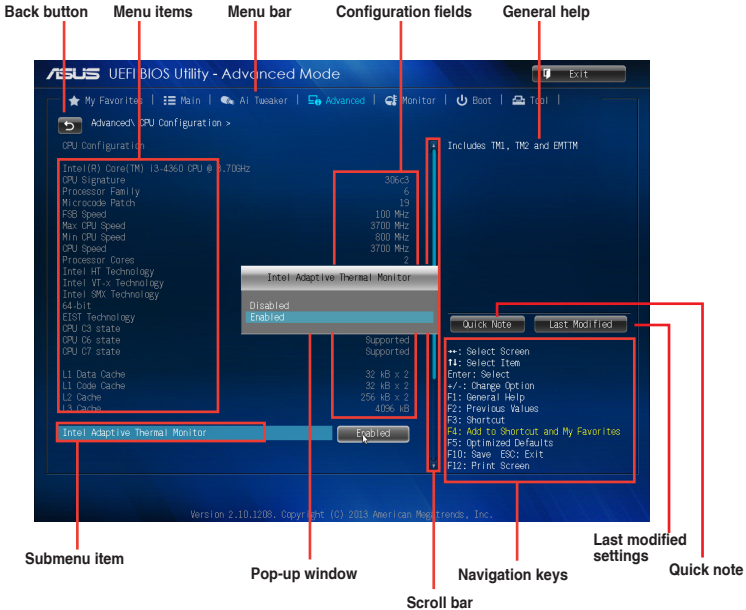 Back button
Menu items
Menu bar
Configuration fields
General help
ASUS UEFI BIOS Utility - Advanced Mode
Exit
My Favorites | Main | Ai Tweaker | Advanced | Monitor | Boot | Tool |
Advanced\ CPU Configuration >
CPU Configuration
Includes TM1, TM2 and EMTTM
Intel(R) Core(TM) i3-4360 CPU @ 3.70GHz
CPU Signature 306c3
Processor Family 6
Microcode Patch 19
FSB Speed 100 MHz
Max CPU Speed 3700 MHz
Min CPU Speed 800 MHz
CPU Speed 3700 MHz
Processor Cores 2
Intel HT Technology
Intel VT-x Technology
Intel SMX Technology
64-bit
EIST Technology
CPU C3 state
CPU C6 state Supported
CPU C7 state Supported
Intel Adaptive Thermal Monitor
Disabled
Enabled
L1 Data Cache 32 kB x 2
L1 Code Cache 32 kB x 2
L2 Cache 256 kB x 2
L3 Cache 4096 kB
Intel Adaptive Thermal Monitor Enabled
Quick Note
Last Modified
→←: Select Screen
↑↓: Select Item
Enter: Select
+/-: Change Option
F1: General Help
F2: Previous Values
F3: Shortcut
F4: Add to Shortcut and My Favorites
F5: Optimized Defaults
F10: Save ESC: Exit
F12: Print Screen
Version 2.10.1208. Copyright (C) 2013 American Megatrends, Inc.
Submenu item
Pop-up window
Scroll bar
Navigation keys
Last modified
settings
Quick note